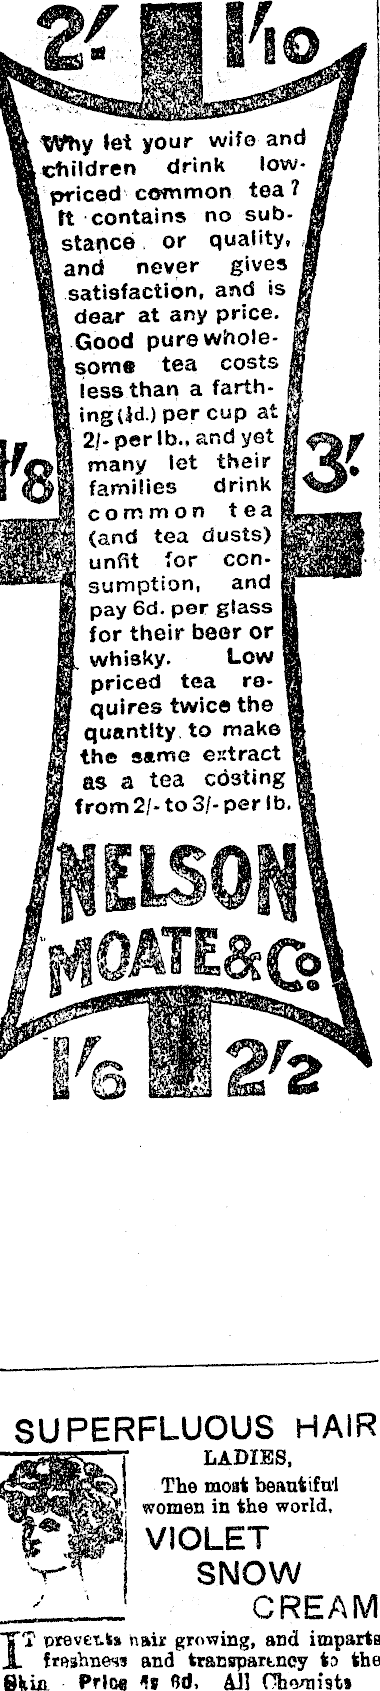 2/- 1/10
Why let your wife and
children drink low-
priced common tea?
It contains no sub-
stance or quality,
and never gives
satisfaction, and is
dear at any price.
Good pure whole-
some tea costs
less than a farth-
ing (¼d.) per cup at
2/- per lb., and yet
many let their
families drink
common tea
(and tea dusts)
unfit for con-
sumption, and
pay 6d. per glass
for their beer or
whisky. Low
priced tea re-
quires twice the
quantity to make
the same extract
as a tea costing
from 2/- to 3/- per lb.
1/8 3/-
NELSON
MOATE & Co.
1/6 2/2
SUPERFLUOUS HAIR
LADIES,
The most beautiful
women in the world.
VIOLET
SNOW
CREAM
IT prevents hair growing, and imparts
freshness and transparency to the
Skin Price 6d. All Chemists